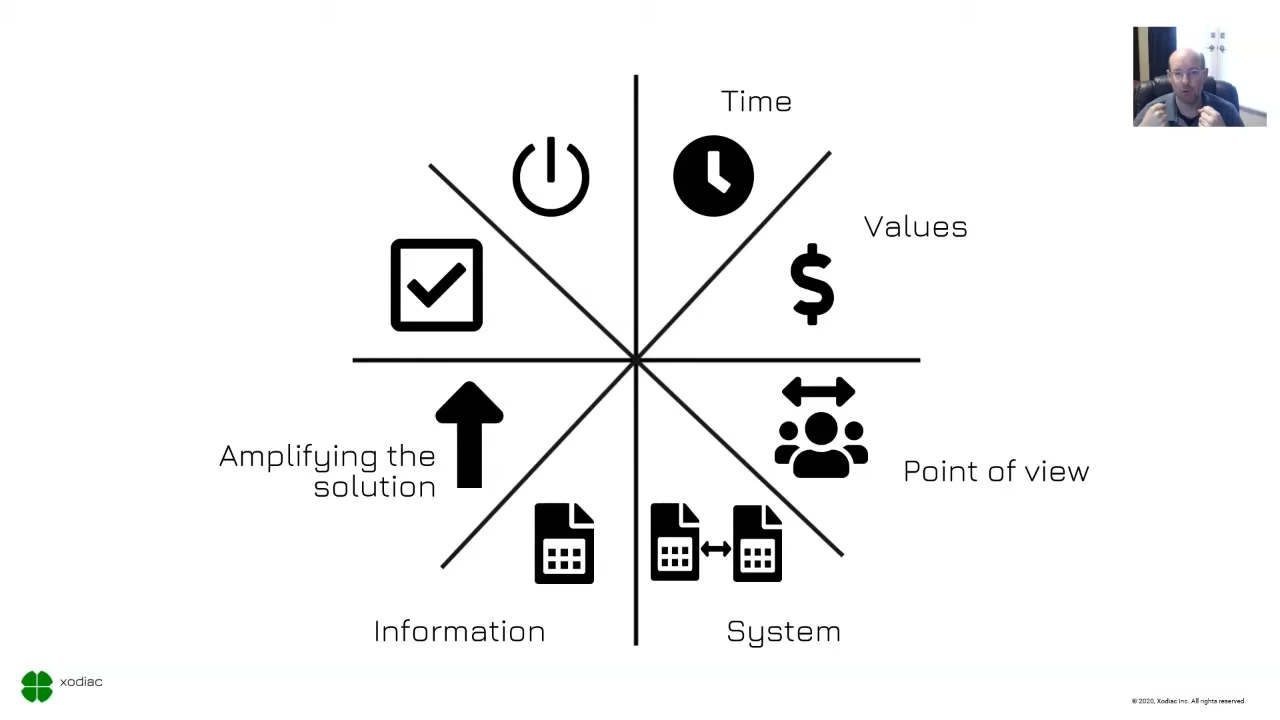 Time
Values
Point of view
System
Information
Amplifying the
solution
xodiac
© 2020, Xodiac Inc. All rights reserved.